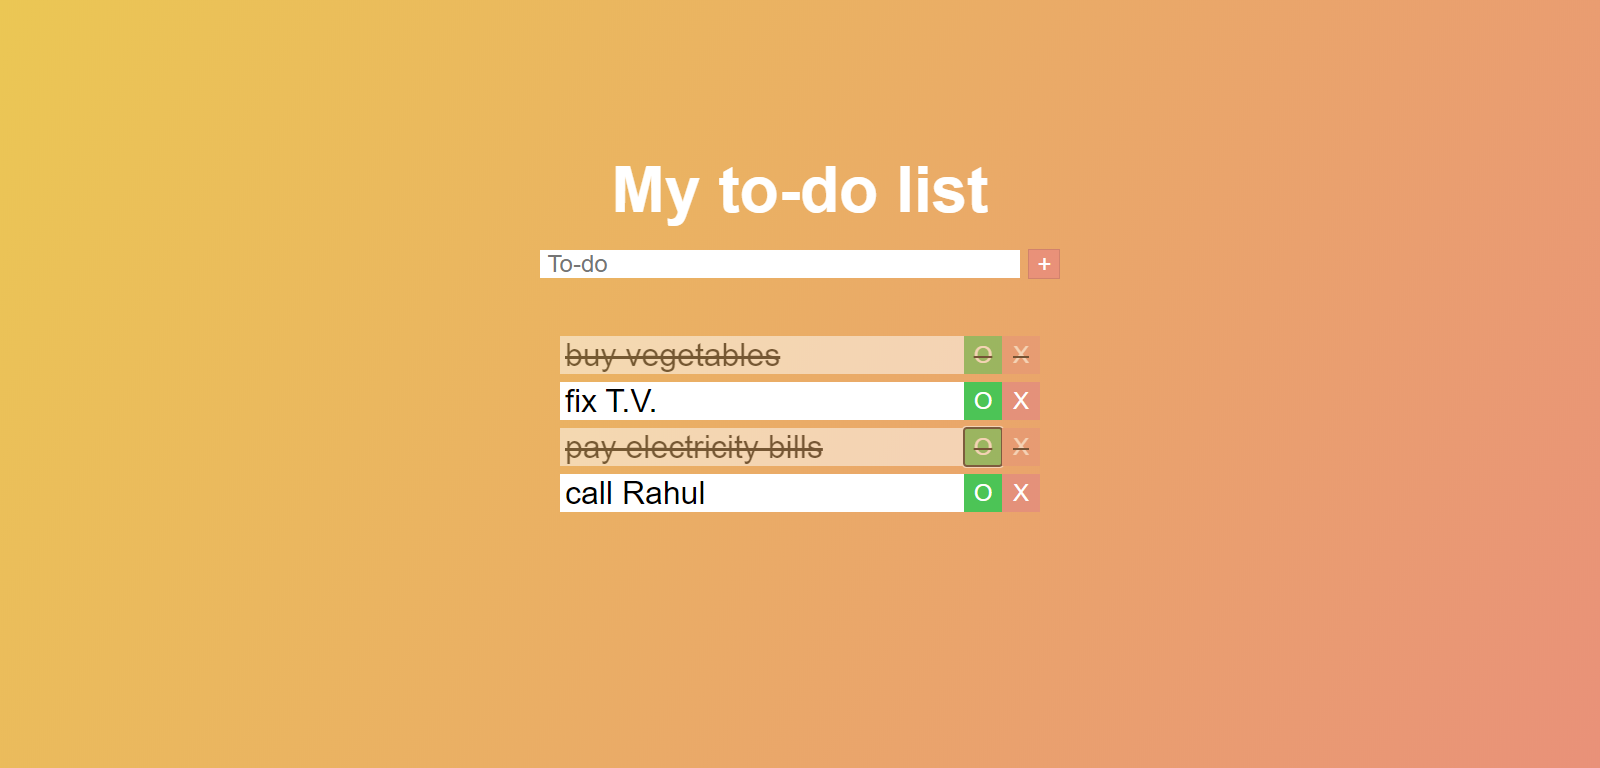 My to-do list
To-do +
buy vegetables O X
fix T.V. O X
pay electricity bills O X
call Rahul O X